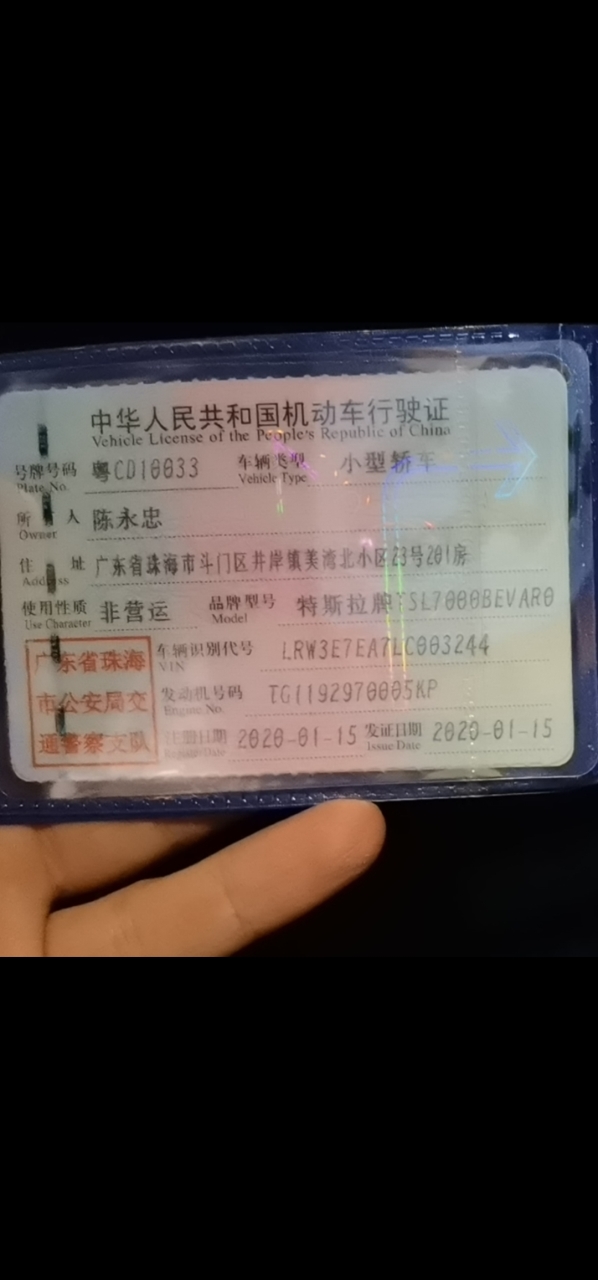 中华人民共和国机动车行驶证
Vehicle License of the People's Republic of China
号牌号码 粤CD10033 车辆类型 小型轿车
Plate No. Vehicle Type
所 人 陈永忠
Owner
住 址 广东省珠海市斗门区井岸镇美湾北小区23号201房
Address
使用性质 非营运 品牌型号 特斯拉牌TSL7000BEVAR0
Use Character Model
广东省珠海
市公安局交
通警察支队
车辆识别代号 LRW3E7EA7LC003244
VIN
发动机号码 TG1192970005KP
Engine No.
注册日期 2020-01-15 发证日期 2020-01-15
Register Date Issue Date